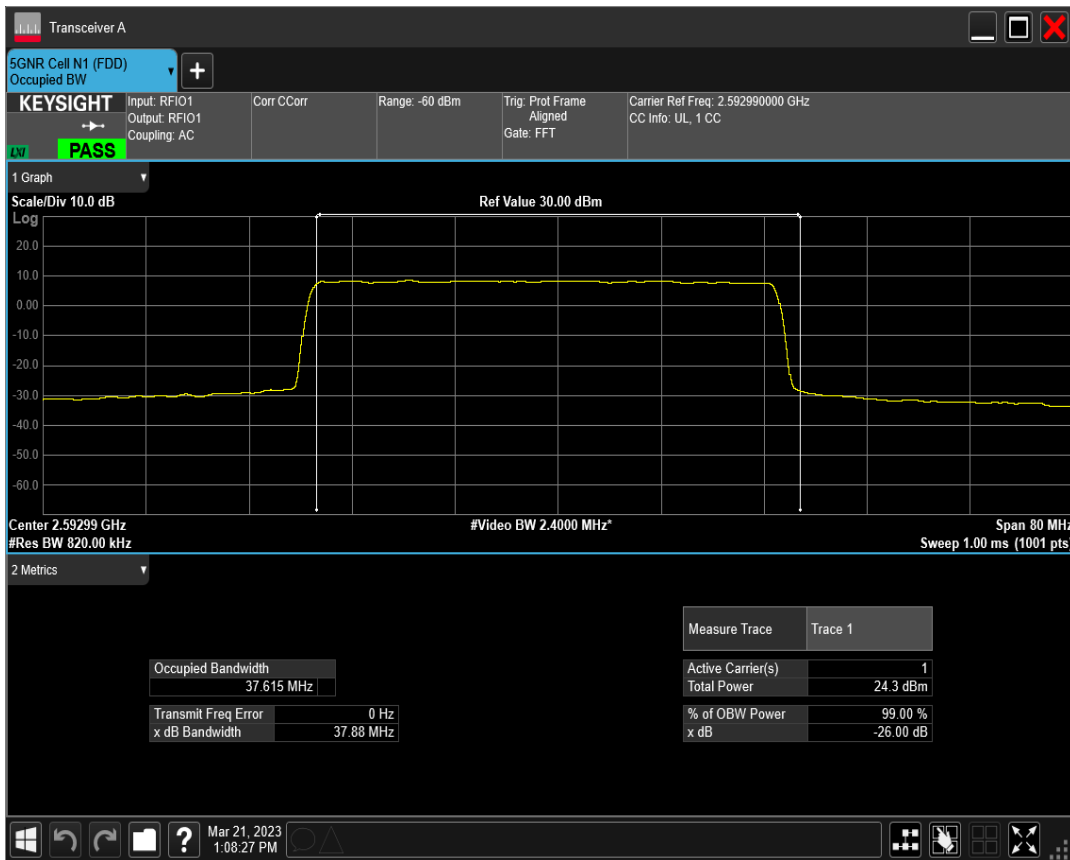 Transceiver A
5GNR Cell N1 (FDD)
Occupied BW
+
KEYSIGHT
LXI
PASS
Input: RFIO1
Output: RFIO1
Coupling: AC
Corr CCorr
Range: -60 dBm
Trig: Prot Frame
Aligned
Gate: FFT
Carrier Ref Freq: 2.592990000 GHz
CC Info: UL, 1 CC
1 Graph
Scale/Div 10.0 dB
Ref Value 30.00 dBm
Log
20.0
10.0
0.00
-10.0
-20.0
-30.0
-40.0
-50.0
-60.0
Center 2.59299 GHz
#Video BW 2.4000 MHz*
Span 80 MHz
#Res BW 820.00 kHz
Sweep 1.00 ms (1001 pts)
2 Metrics
Measure Trace Trace 1
Occupied Bandwidth
37.615 MHz
Active Carrier(s) 1
Total Power 24.3 dBm
Transmit Freq Error 0 Hz
x dB Bandwidth 37.88 MHz
% of OBW Power 99.00 %
x dB -26.00 dB
?
Mar 21, 2023
1:08:27 PM